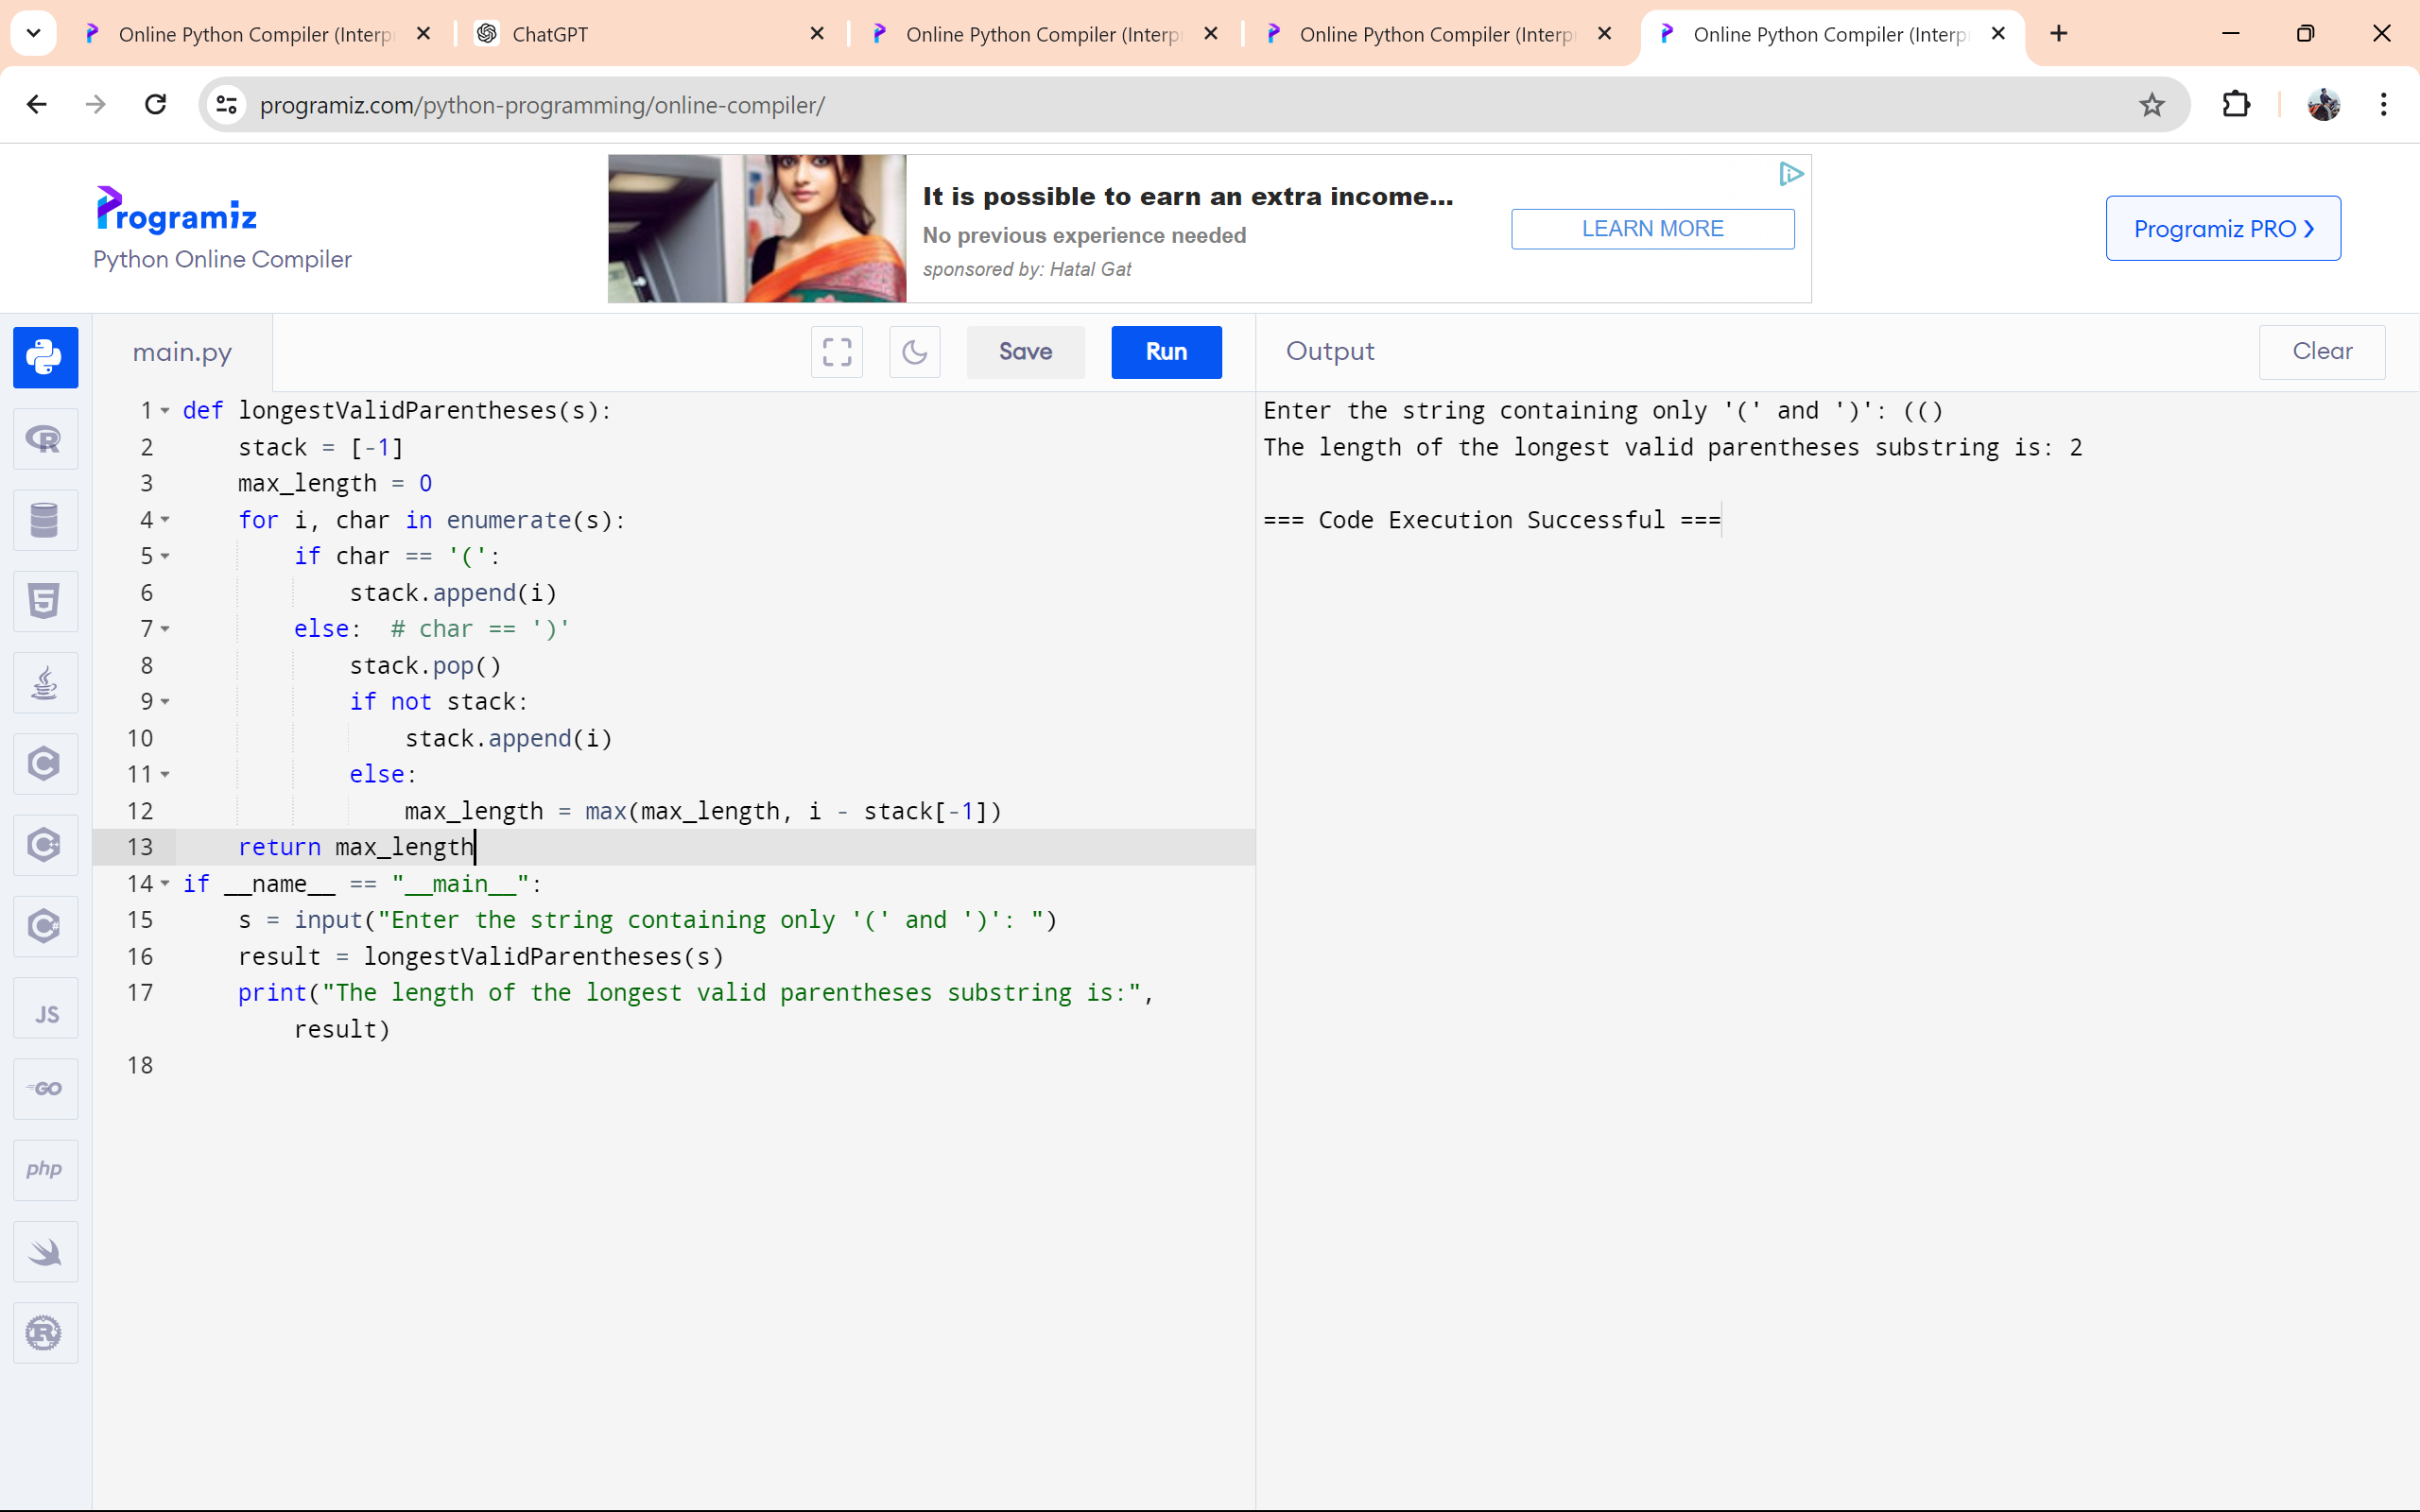 Online Python Compiler (Interp
ChatGPT
Online Python Compiler (Interp
Online Python Compiler (Interp
Online Python Compiler (Interp
programiz.com/python-programming/online-compiler/
Programiz
Python Online Compiler
It is possible to earn an extra income...
No previous experience needed
sponsored by: Hatal Gat
LEARN MORE
Programiz PRO ❯
main.py
Save
Run
Output
Clear
1 def longestValidParentheses(s):
2     stack = [-1]
3     max_length = 0
4     for i, char in enumerate(s):
5         if char == '(':
6             stack.append(i)
7         else:  # char == ')'
8             stack.pop()
9             if not stack:
10                 stack.append(i)
11             else:
12                 max_length = max(max_length, i - stack[-1])
13     return max_length
14 if __name__ == "__main__":
15     s = input("Enter the string containing only '(' and ')': ")
16     result = longestValidParentheses(s)
17     print("The length of the longest valid parentheses substring is:",
        result)
18
Enter the string containing only '(' and ')': (()
The length of the longest valid parentheses substring is: 2
=== Code Execution Successful ===
R
5
C
C++
C#
JS
GO
php
R